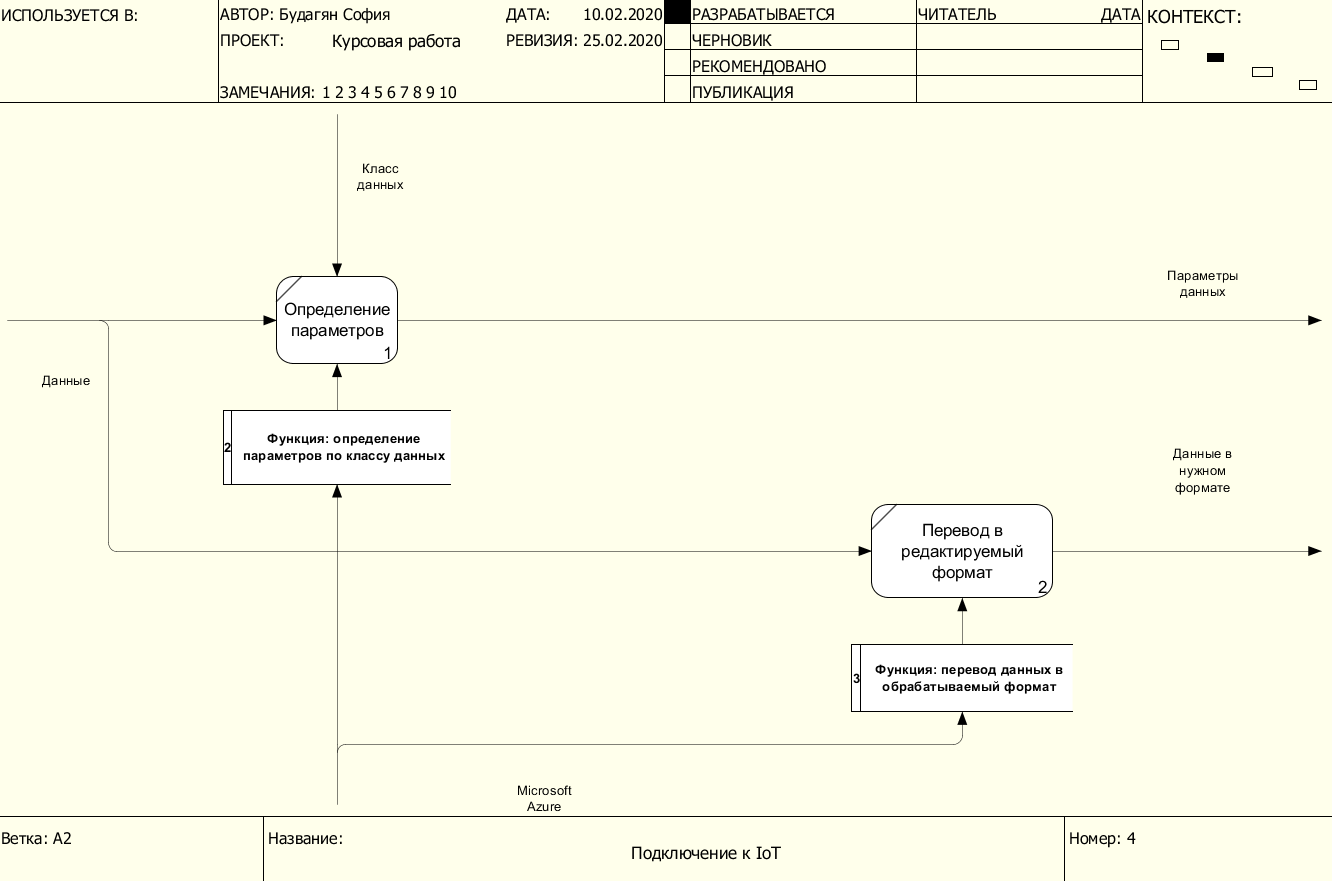 ИСПОЛЬЗУЕТСЯ В:
АВТОР: Будагян София
ДАТА: 10.02.2020
ПРОЕКТ: Курсовая работа
РЕВИЗИЯ: 25.02.2020
ЗАМЕЧАНИЯ: 1 2 3 4 5 6 7 8 9 10
РАЗРАБАТЫВАЕТСЯ
ЧЕРНОВИК
РЕКОМЕНДОВАНО
ПУБЛИКАЦИЯ
ЧИТАТЕЛЬ ДАТА
КОНТЕКСТ:
Класс
данных
Определение
параметров
1
Параметры
данных
Данные
2
Функция: определение
параметров по классу данных
Данные в
нужном
формате
Перевод в
редактируемый
формат
2
3
Функция: перевод данных в
обрабатываемый формат
Microsoft
Azure
Ветка: A2
Название:
Подключение к IoT
Номер: 4